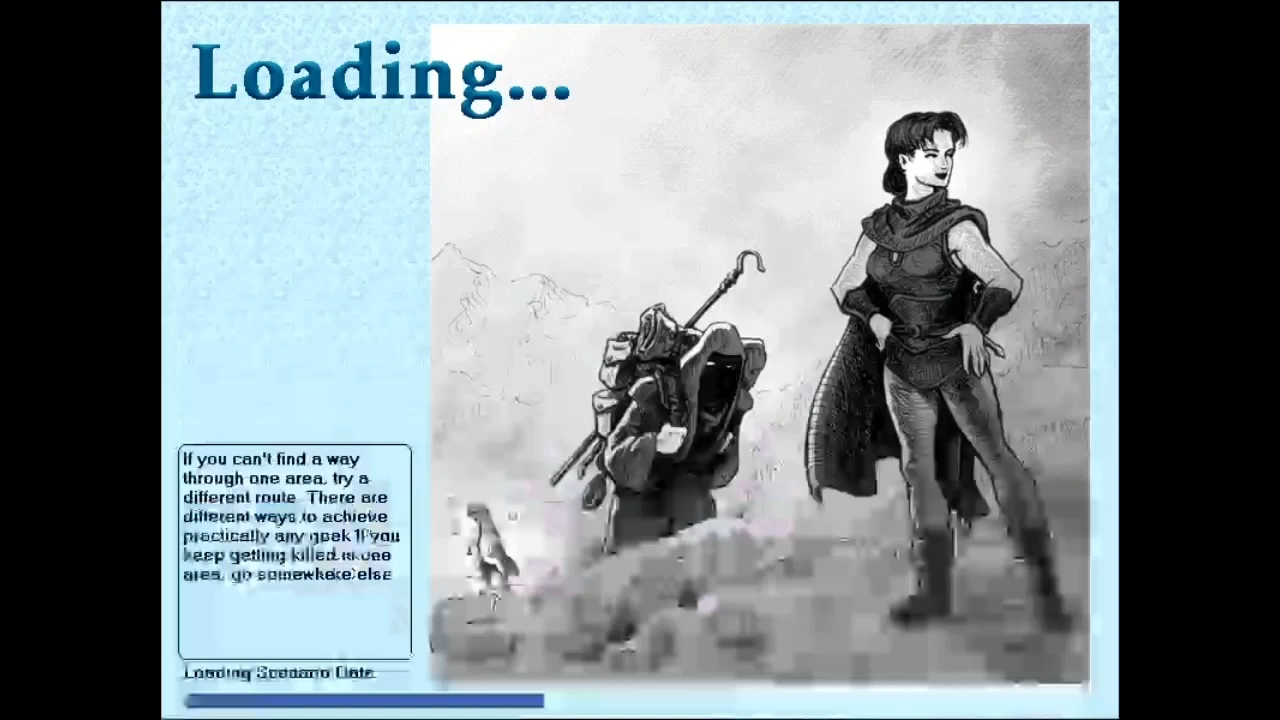 Loading...
If you can't find a way
through one area, try a
different route. There are
different ways to achieve
practically any goal. If you
keep getting killed in one
area, go somewhere else
Loading Scenario Data